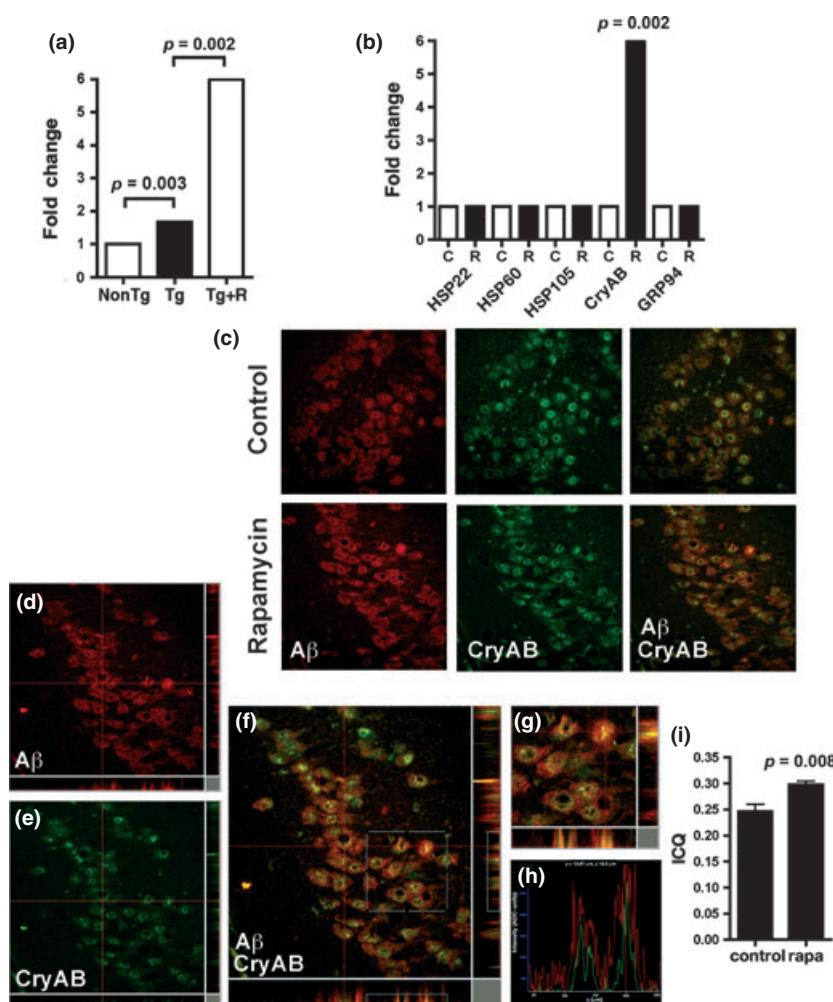 (a)
p = 0.002
p = 0.003
Fold change
6
5
4
3
2
1
0
NonTg Tg Tg+R
(b)
p = 0.002
Fold change
6
5
4
3
2
1
0
C R C R C R C R C R
HSP22 HSP60 HSP105 CryAB GRP94
(c)
Control
Rapamycin
Aβ
CryAB
Aβ
CryAB
(d)
Aβ
(e)
CryAB
(f)
Aβ
CryAB
(g)
(h)
(i)
p = 0.008
ICQ
0.35
0.30
0.25
0.20
0.15
0.10
0.05
0.00
control rapa